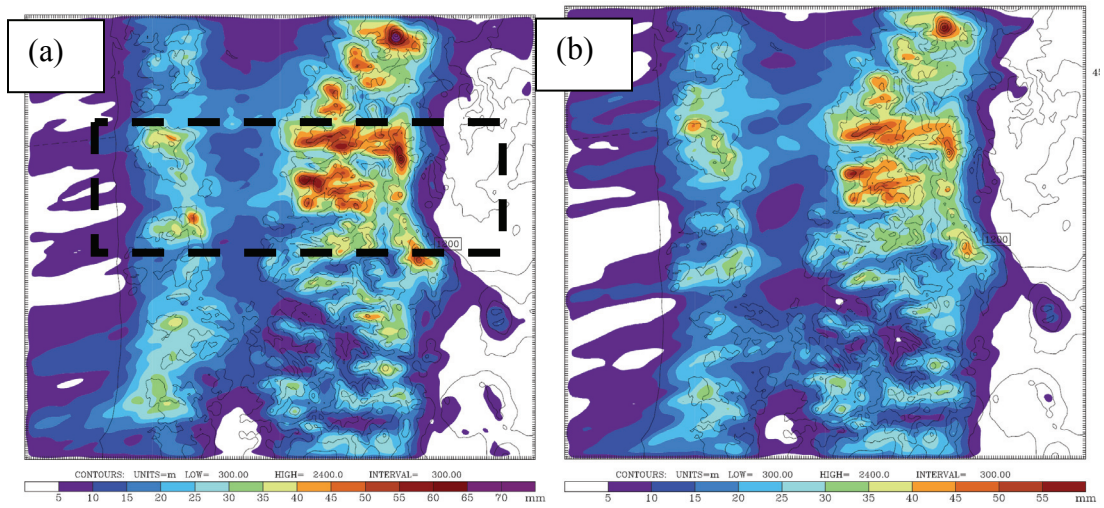 (a)
(b)
45
1200
1200
CONTOURS: UNITS=m LOW= 300.00 HIGH= 2400.0 INTERVAL= 300.00
5 10 15 20 25 30 35 40 45 50 55 60 65 70 mm
CONTOURS: UNITS=m LOW= 300.00 HIGH= 2400.0 INTERVAL= 300.00
5 10 15 20 25 30 35 40 45 50 55 mm